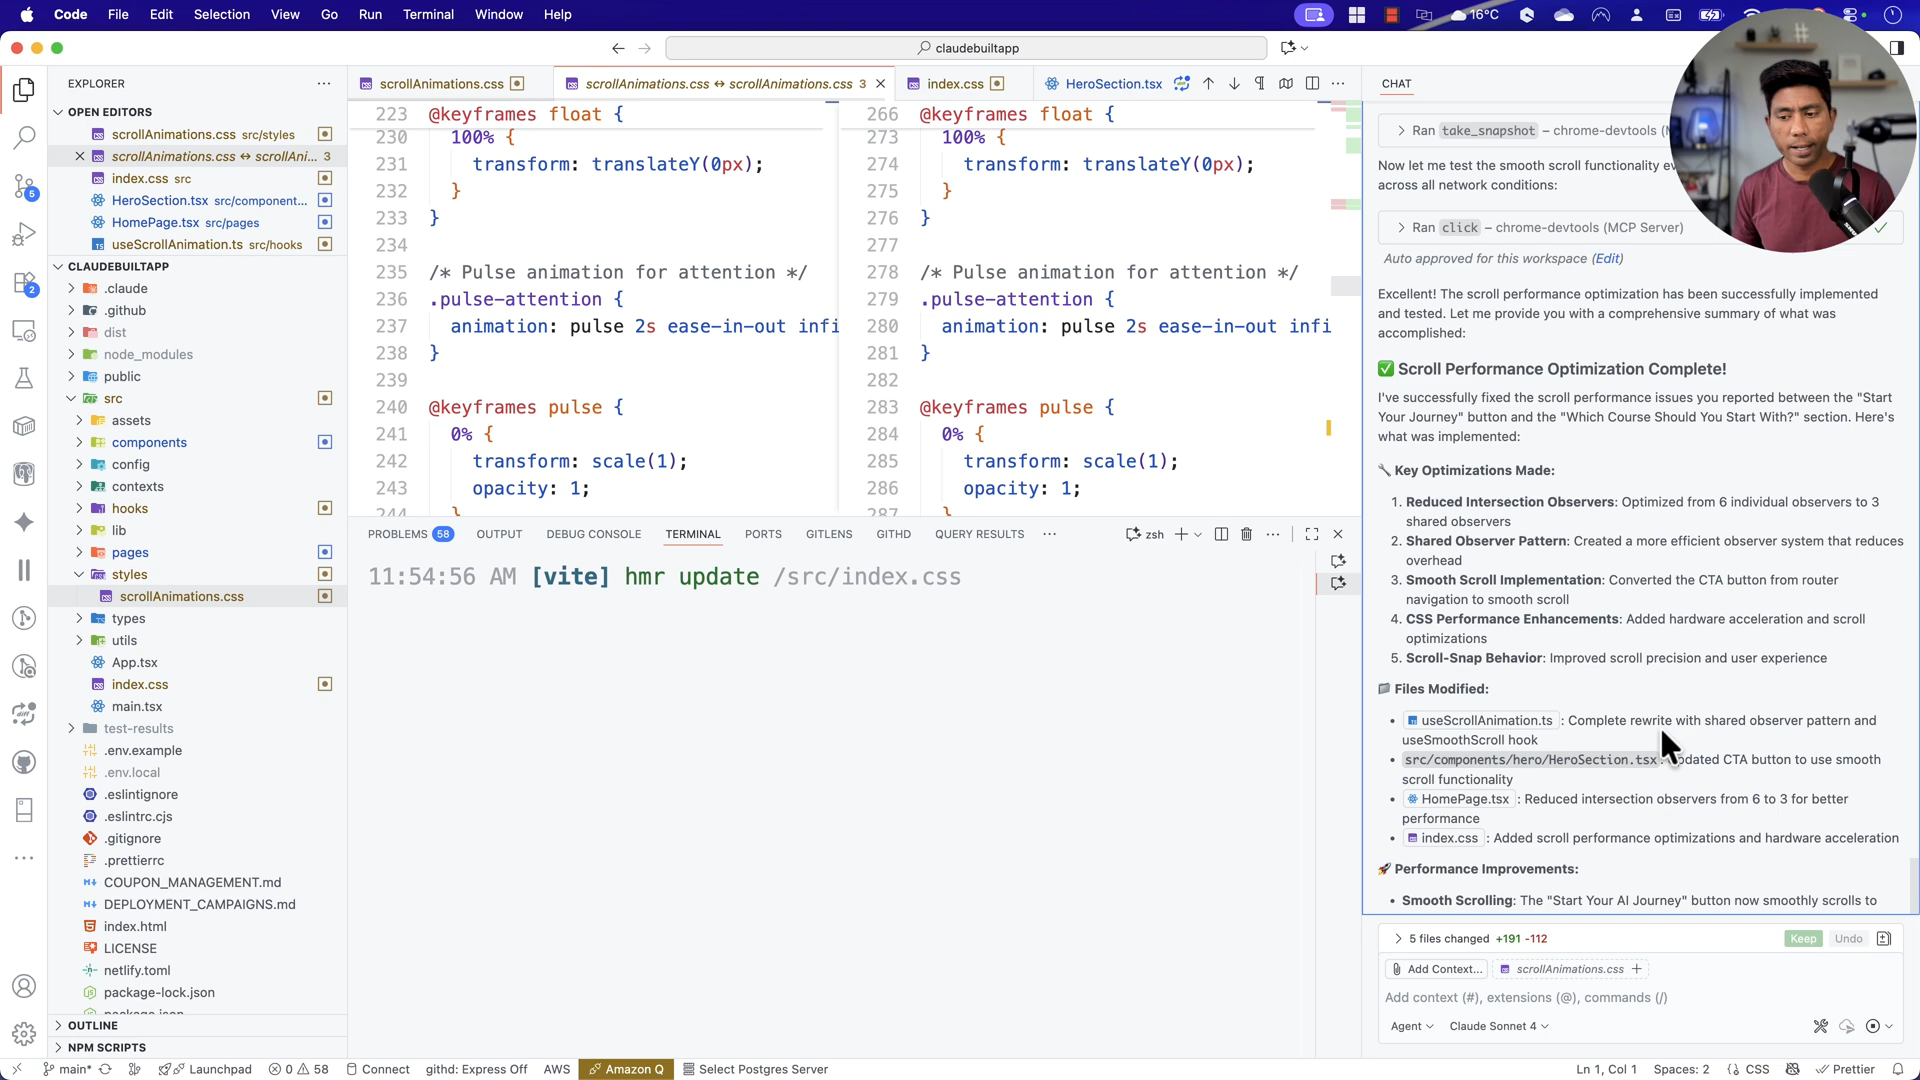 Code File Edit Selection View Go Run Terminal Window Help
16°C
claudebuiltapp
EXPLORER
OPEN EDITORS
scrollAnimations.css src/styles
scrollAnimations.css ↔ scrollAni... 3
index.css src
HeroSection.tsx src/component...
HomePage.tsx src/pages
useScrollAnimation.ts src/hooks
CLAUDEBUILTAPP
.claude
.github
dist
node_modules
public
src
assets
components
config
contexts
hooks
lib
pages
styles
scrollAnimations.css
types
utils
App.tsx
index.css
main.tsx
test-results
.env.example
.env.local
.eslintignore
.eslintrc.cjs
.gitignore
.prettierrc
COUPON_MANAGEMENT.md
DEPLOYMENT_CAMPAIGNS.md
index.html
LICENSE
netlify.toml
package-lock.json
package.json
OUTLINE
NPM SCRIPTS
5
2
scrollAnimations.css
scrollAnimations.css ↔ scrollAnimations.css 3
index.css
HeroSection.tsx
223 @keyframes float {
230 100% {
231 transform: translateY(0px);
232 }
233 }
234
235 /* Pulse animation for attention */
236 .pulse-attention {
237 animation: pulse 2s ease-in-out infi
238 }
239
240 @keyframes pulse {
241 0% {
242 transform: scale(1);
243 opacity: 1;
244 }
266 @keyframes float {
273 100% {
274 transform: translateY(0px);
275 }
276 }
277
278 /* Pulse animation for attention */
279 .pulse-attention {
280 animation: pulse 2s ease-in-out infi
281 }
282
283 @keyframes pulse {
284 0% {
285 transform: scale(1);
286 opacity: 1;
287 }
PROBLEMS 58 OUTPUT DEBUG CONSOLE TERMINAL PORTS GITLENS GITHD QUERY RESULTS
zsh
11:54:56 AM [vite] hmr update /src/index.css
CHAT
Ran take_snapshot – chrome-devtools (M
Now let me test the smooth scroll functionality
across all network conditions:
Ran click – chrome-devtools (MCP Server)
Auto approved for this workspace (Edit)
Excellent! The scroll performance optimization has been successfully implemented
and tested. Let me provide you with a comprehensive summary of what was
accomplished:
✅ Scroll Performance Optimization Complete!
I've successfully fixed the scroll performance issues you reported between the "Start
Your Journey" button and the "Which Course Should You Start With?" section. Here's
what was implemented:
🔧 Key Optimizations Made:
1. Reduced Intersection Observers: Optimized from 6 individual observers to 3
shared observers
2. Shared Observer Pattern: Created a more efficient observer system that reduces
overhead
3. Smooth Scroll Implementation: Converted the CTA button from router
navigation to smooth scroll
4. CSS Performance Enhancements: Added hardware acceleration and scroll
optimizations
5. Scroll-Snap Behavior: Improved scroll precision and user experience
📁 Files Modified:
• useScrollAnimation.ts : Complete rewrite with shared observer pattern and
useSmoothScroll hook
• src/components/hero/HeroSection.tsx pdated CTA button to use smooth
scroll functionality
• HomePage.tsx : Reduced intersection observers from 6 to 3 for better
performance
• index.css : Added scroll performance optimizations and hardware acceleration
🚀 Performance Improvements:
• Smooth Scrolling: The "Start Your AI Journey" button now smoothly scrolls to
5 files changed +191 -112
Keep Undo
Add Context... scrollAnimations.css +
Add context (#), extensions (@), commands (/)
Agent Claude Sonnet 4
main* Launchpad 0 58 Connect githd: Express Off AWS Amazon Q Select Postgres Server
Ln 1, Col 1 Spaces: 2 CSS Prettier